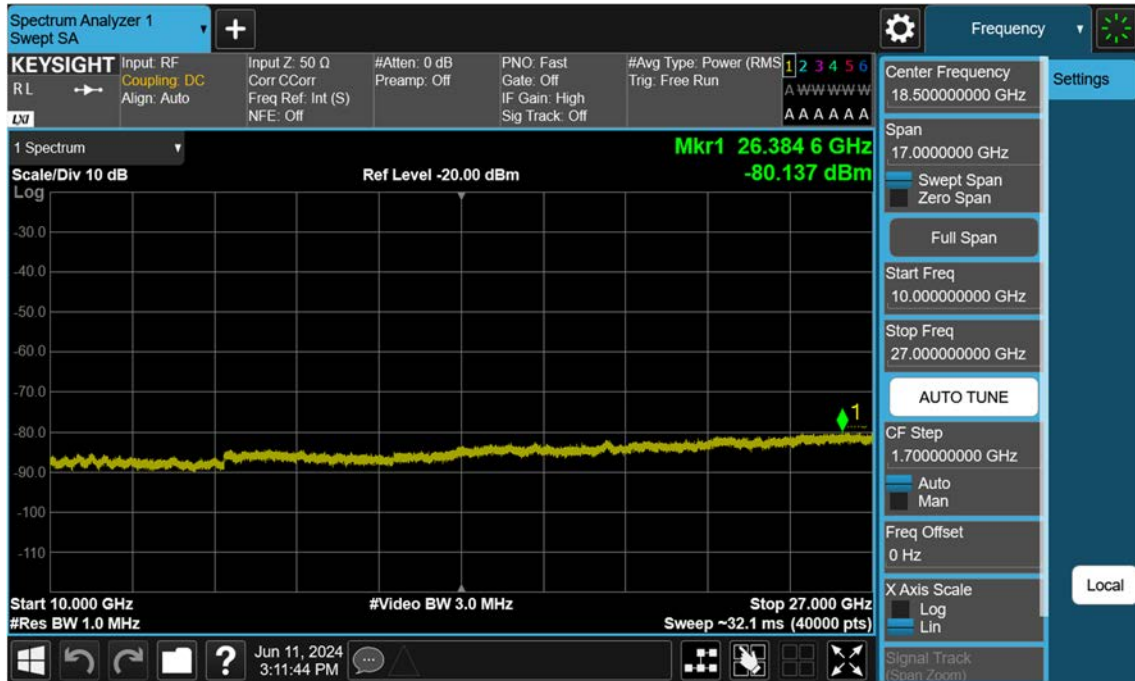 Spectrum Analyzer 1
Swept SA
Frequency
KEYSIGHT
RL
LXI
Input: RF
Coupling: DC
Align: Auto
Input Z: 50 Ω
Corr CCorr
Freq Ref: Int (S)
NFE: Off
#Atten: 0 dB
Preamp: Off
PNO: Fast
Gate: Off
IF Gain: High
Sig Track: Off
#Avg Type: Power (RMS
Trig: Free Run
1 2 3 4 5 6
A W W W W W
A A A A A A
1 Spectrum
Scale/Div 10 dB
Ref Level -20.00 dBm
Mkr1 26.384 6 GHz
-80.137 dBm
Log
-30.0
-40.0
-50.0
-60.0
-70.0
-80.0
-90.0
-100
-110
1
Start 10.000 GHz
#Res BW 1.0 MHz
#Video BW 3.0 MHz
Stop 27.000 GHz
Sweep ~32.1 ms (40000 pts)
Jun 11, 2024
3:11:44 PM
Center Frequency
18.500000000 GHz
Span
17.0000000 GHz
Swept Span
Zero Span
Full Span
Start Freq
10.000000000 GHz
Stop Freq
27.000000000 GHz
AUTO TUNE
CF Step
1.700000000 GHz
Auto
Man
Freq Offset
0 Hz
X Axis Scale
Log
Lin
Signal Track
(Span Zoom)
Settings
Local